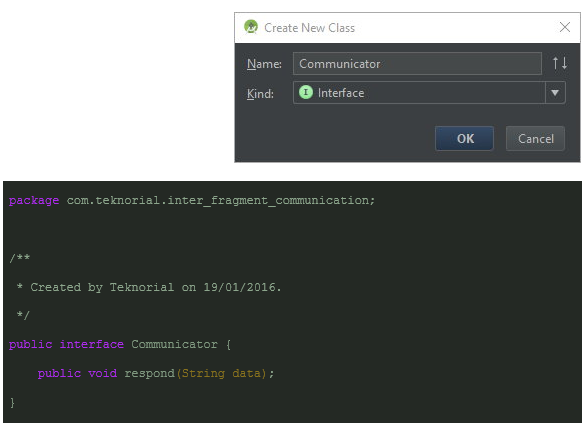 Create New Class
Name: Communicator
Kind: I Interface
OK Cancel
package com.teknorial.inter_fragment_communication;
/**
* Created by Teknorial on 19/01/2016.
*/
public interface Communicator {
public void respond(String data);
}